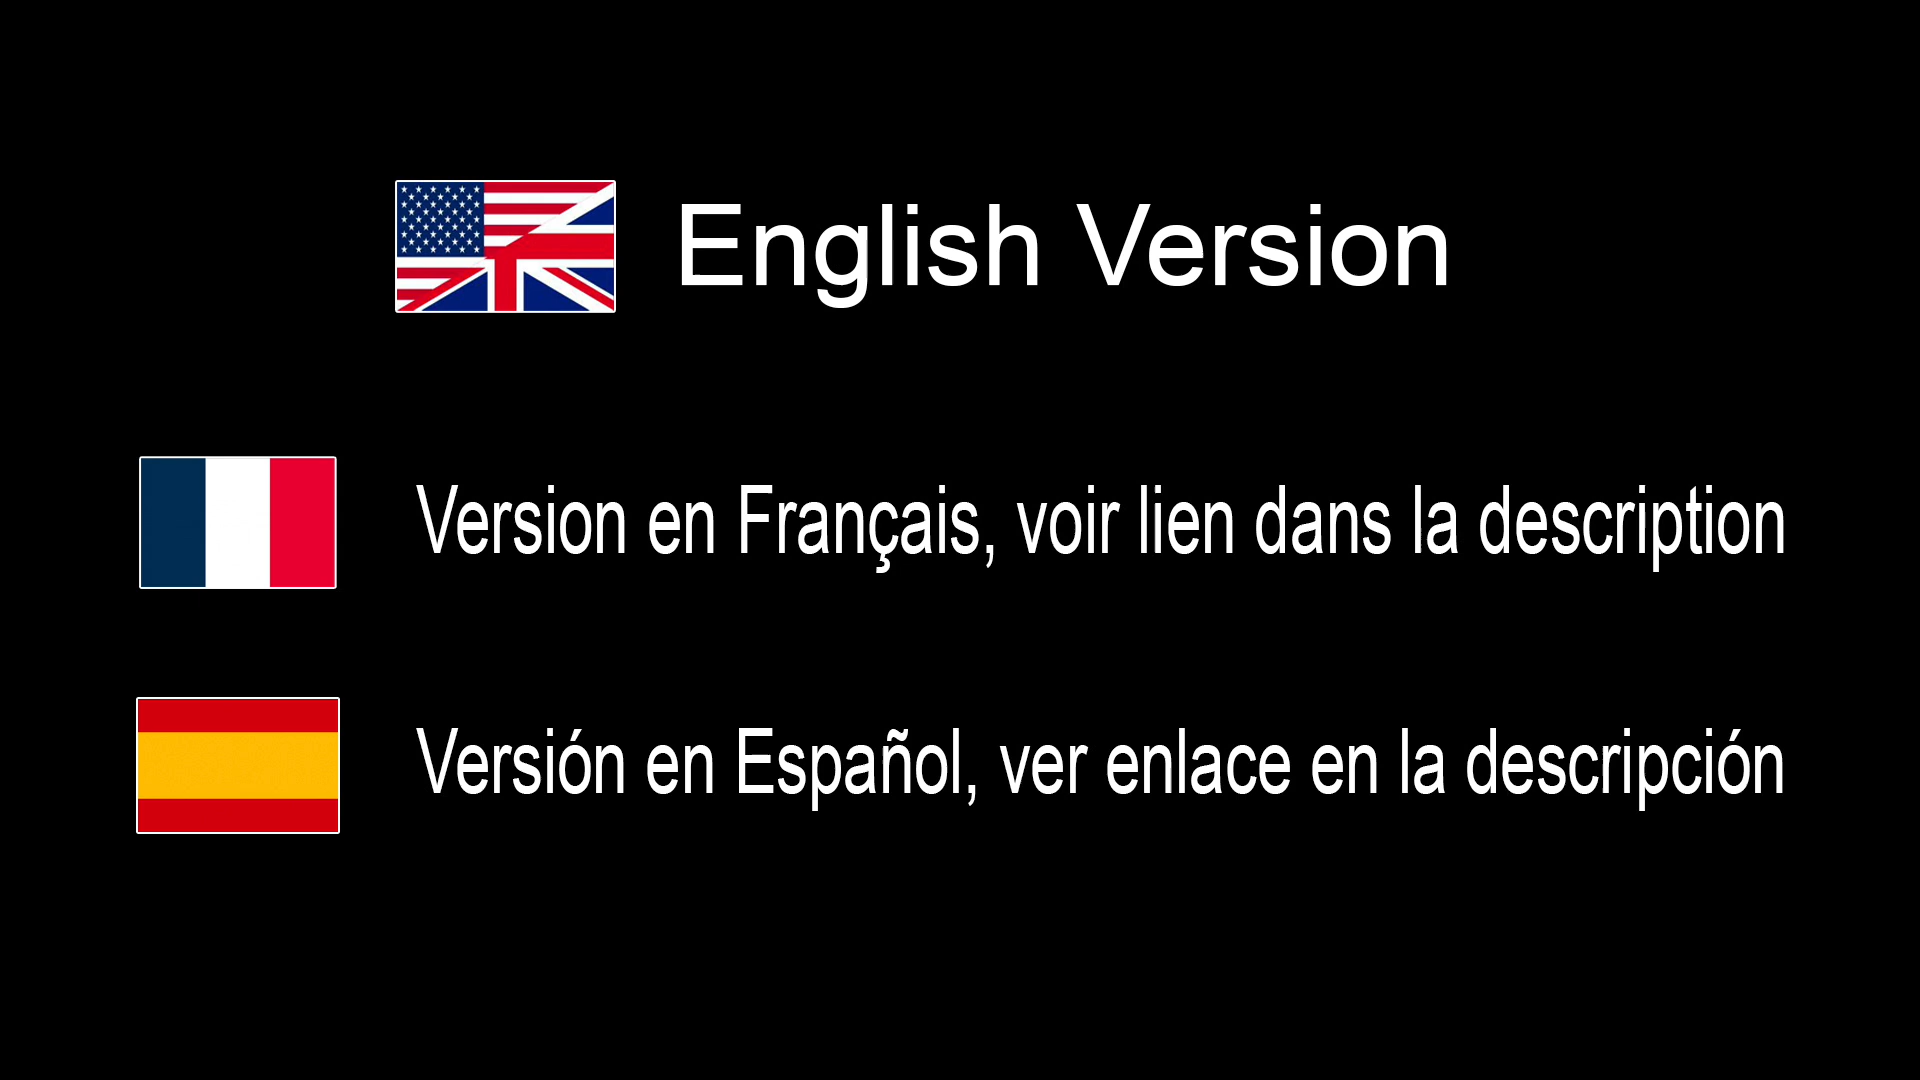 English Version
Version en Français, voir lien dans la description
Versión en Español, ver enlace en la descripción